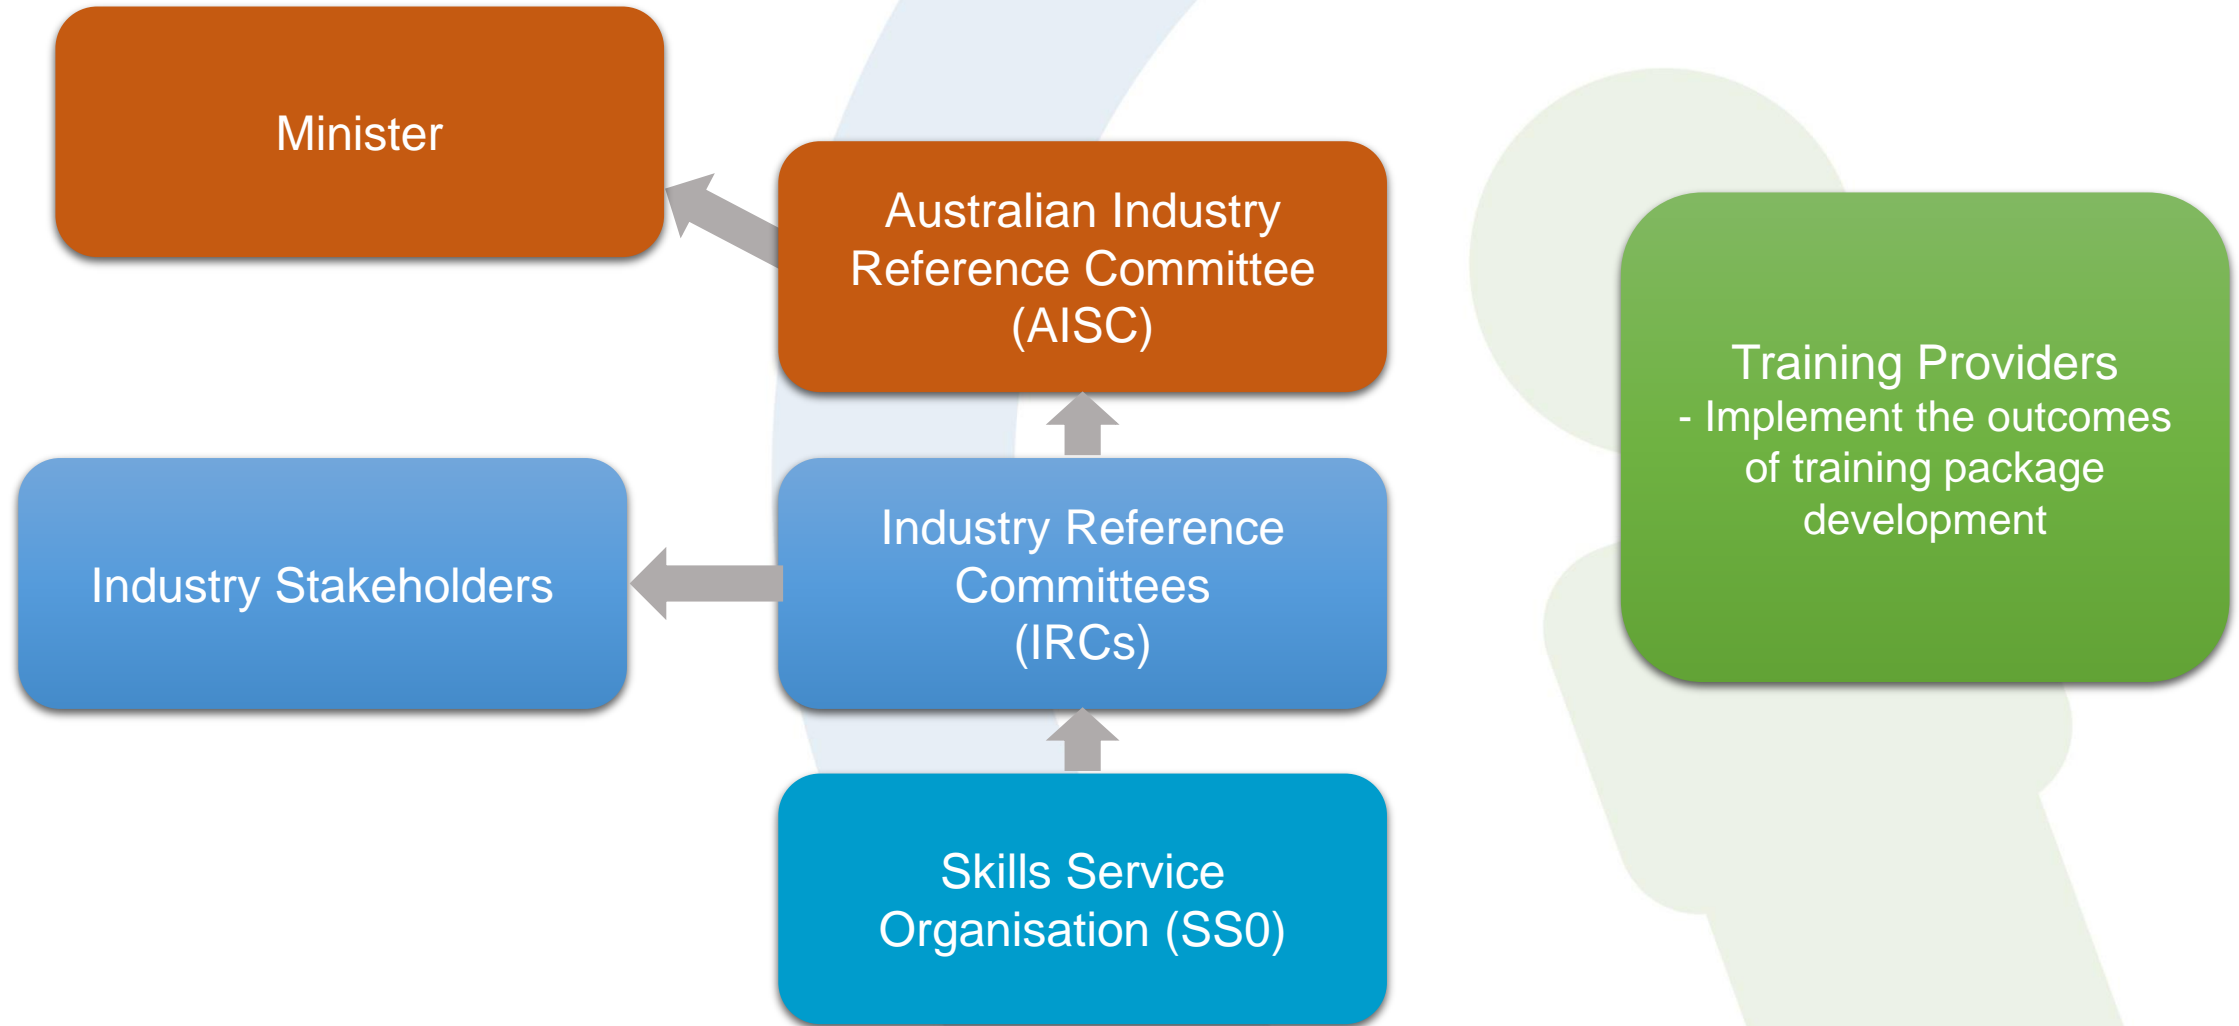 Minister
Australian Industry
Reference Committee
(AISC)
Training Providers
- Implement the outcomes
of training package
development
Industry Stakeholders
Industry Reference
Committees
(IRCs)
Skills Service
Organisation (SS0)